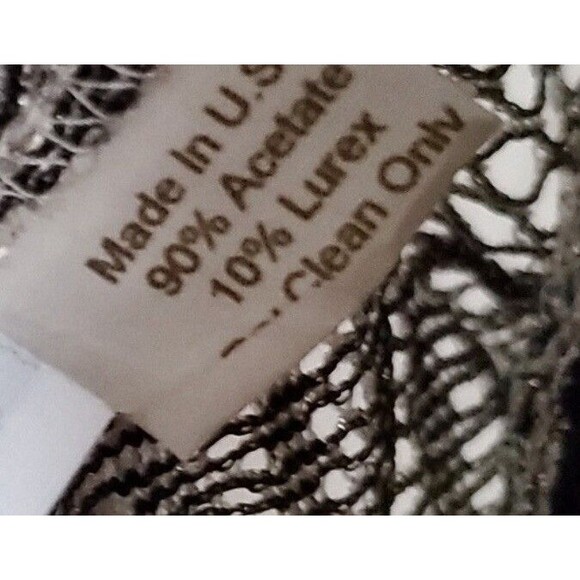 Made In U.S
90% Acetate
10% Lurex
Clean Only